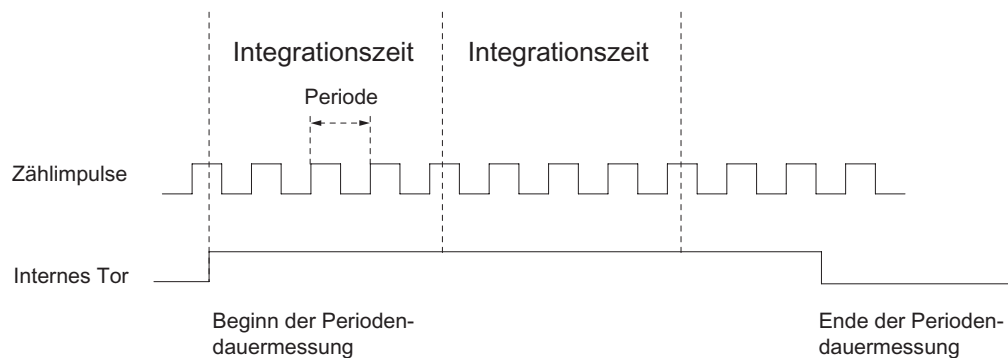 Integrationszeit Integrationszeit
Periode
Zählimpulse
Internes Tor
Beginn der Perioden-
dauermessung
Ende der Perioden-
dauermessung